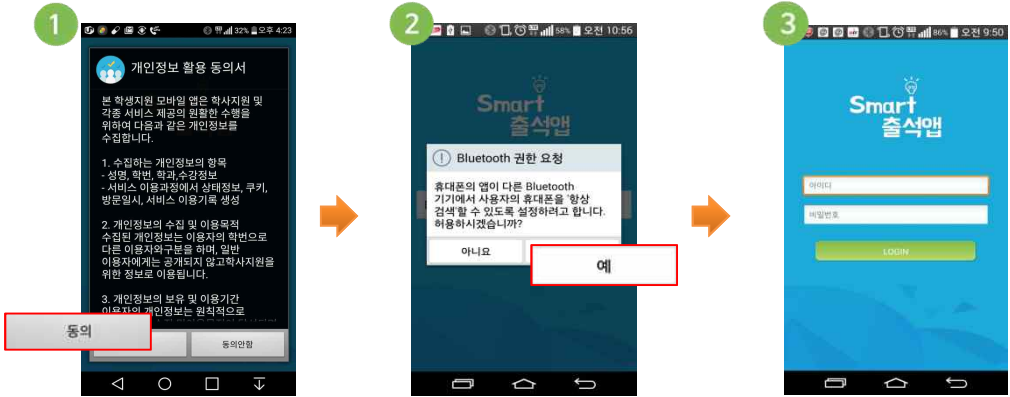 1
32% 오후 4:23
개인정보 활용 동의서
본 학생지원 모바일 앱은 학사지원 및
각종 서비스 제공의 원활한 수행을
위하여 다음과 같은 개인정보를
수집합니다.
1. 수집하는 개인정보의 항목
- 성명, 학번, 학과,수강정보
- 서비스 이용과정에서 상태정보, 쿠키,
방문일시, 서비스 이용기록 생성
2. 개인정보의 수집 및 이용목적
수집된 개인정보는 이용자의 학번으로
다른 이용자와구분을 하며, 일반
이용자에게는 공개되지 않고학사지원을
위한 정보로 이용됩니다.
3. 개인정보의 보유 및 이용기간
이용자의 개인정보는 원칙적으로
동의
동의안함
2
58% 오전 10:56
Smart
출석앱
Bluetooth 권한 요청
휴대폰의 앱이 다른 Bluetooth
기기에서 사용자의 휴대폰을 '항상
검색'할 수 있도록 설정하려고 합니다.
허용하시겠습니까?
아니요
예
3
86% 오전 9:50
Smart
출석앱
아이디
비밀번호
LOGIN